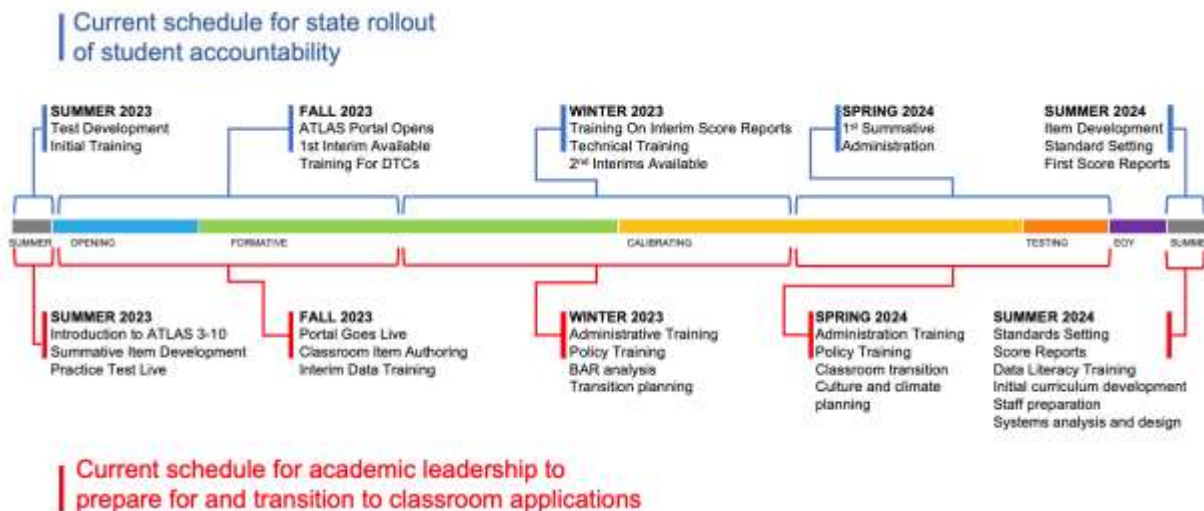 Current schedule for state rollout
of student accountability
SUMMER 2023
Test Development
Initial Training
FALL 2023
ATLAS Portal Opens
1st Interim Available
Training For DTCs
WINTER 2023
Training On Interim Score Reports
Technical Training
2nd Interims Available
SPRING 2024
1st Summative
Administration
SUMMER 2024
Item Development
Standard Setting
First Score Reports
SUMMER
OPENING
FORMATIVE
CALIBRATING
TESTING
EOY
SUMME
SUMMER 2023
Introduction to ATLAS 3-10
Summative Item Development
Practice Test Live
FALL 2023
Portal Goes Live
Classroom Item Authoring
Interim Data Training
WINTER 2023
Administrative Training
Policy Training
BAR analysis
Transition planning
SPRING 2024
Administration Training
Policy Training
Classroom transition
Culture and climate
planning
SUMMER 2024
Standards Setting
Score Reports
Data Literacy Training
Initial curriculum development
Staff preparation
Systems analysis and design
Current schedule for academic leadership to
prepare for and transition to classroom applications